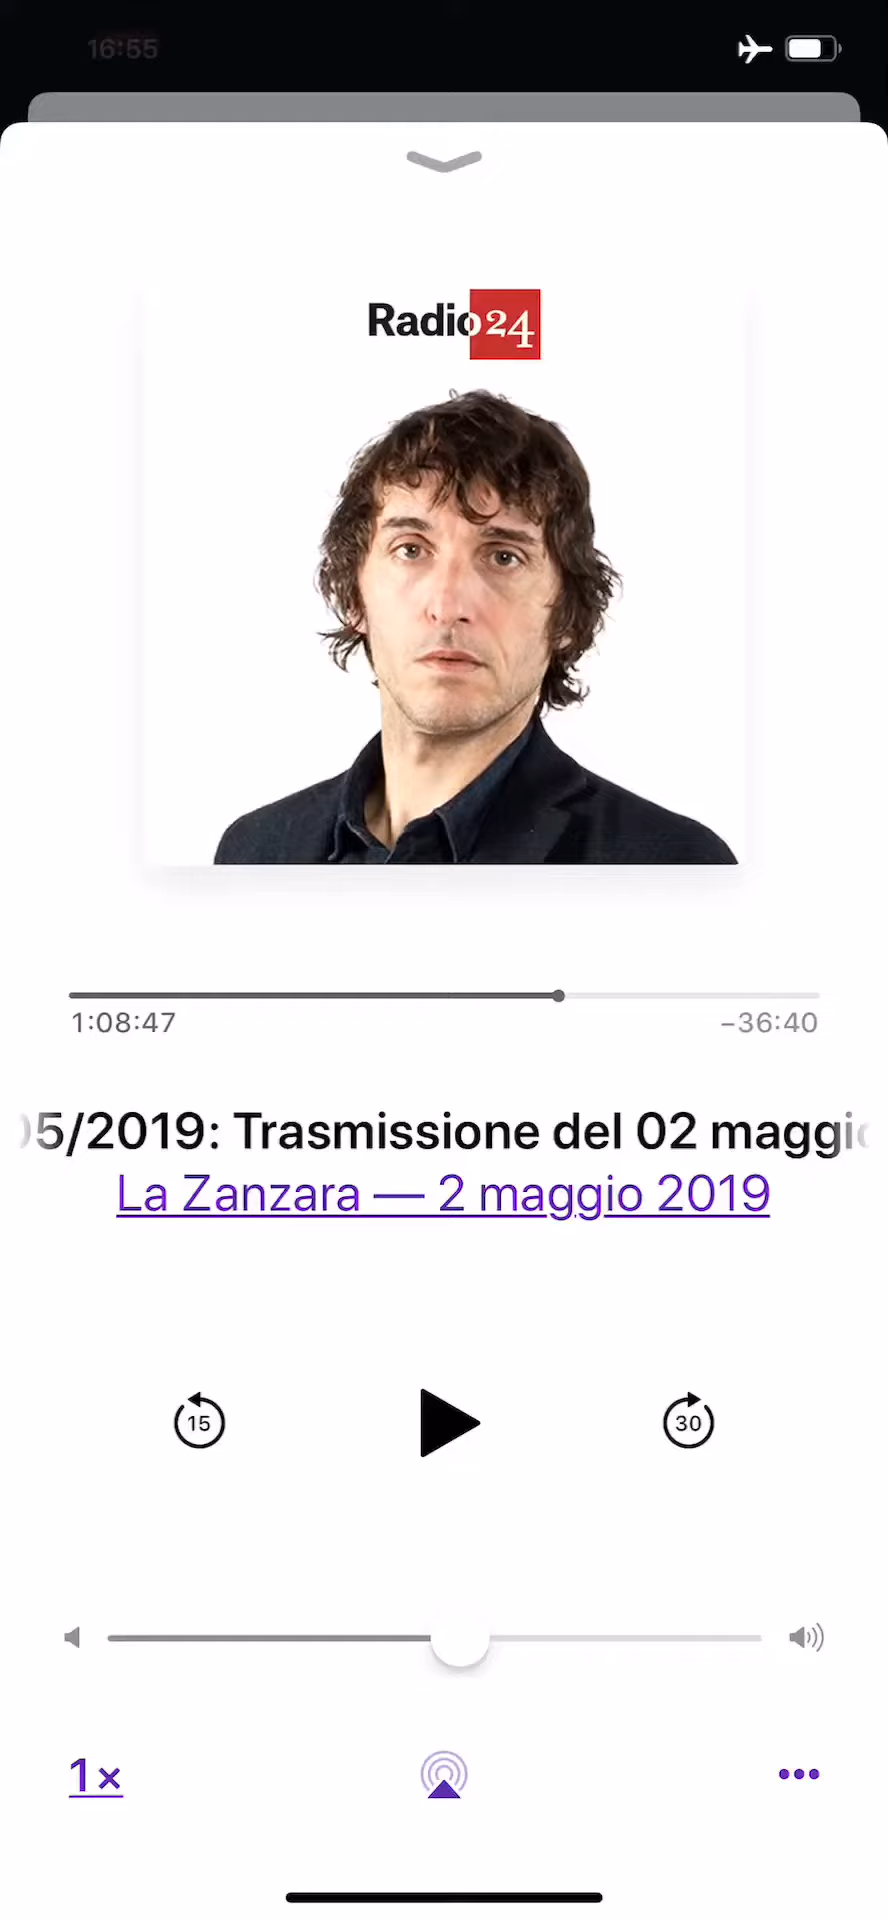 16:55
Radio24
1:08:47
−36:40
5/2019: Trasmissione del 02 maggio
La Zanzara — 2 maggio 2019
15
30
1×